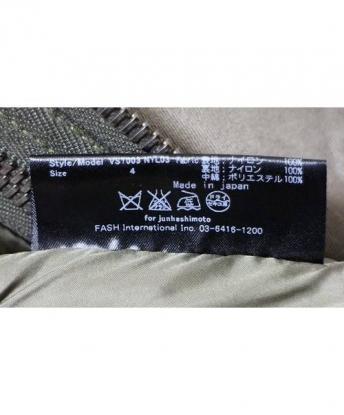 Style/Model VST003 NYL03 Fabric 表地: ナイロン 100%
裏地: ナイロン 100%
Size 4 中綿: ポリエステル 100%
Made in japan
for junhashimoto
FASH International Inc. 03-6416-1200